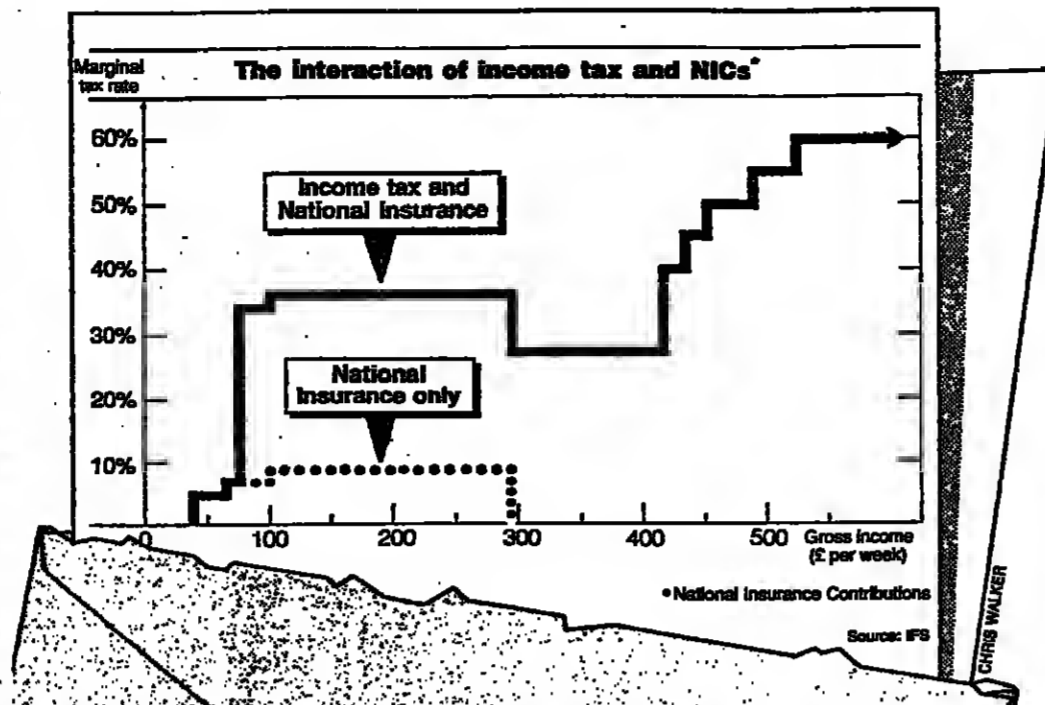 The interaction of income tax and NICs*
Marginal
tax rate
60%
50%
40%
30%
20%
10%
Income tax and
National Insurance
National
Insurance only
0
100
200
300
400
500
Gross income
(£ per week)
• National Insurance Contributions
Source: IFS
CHRIS WALKER